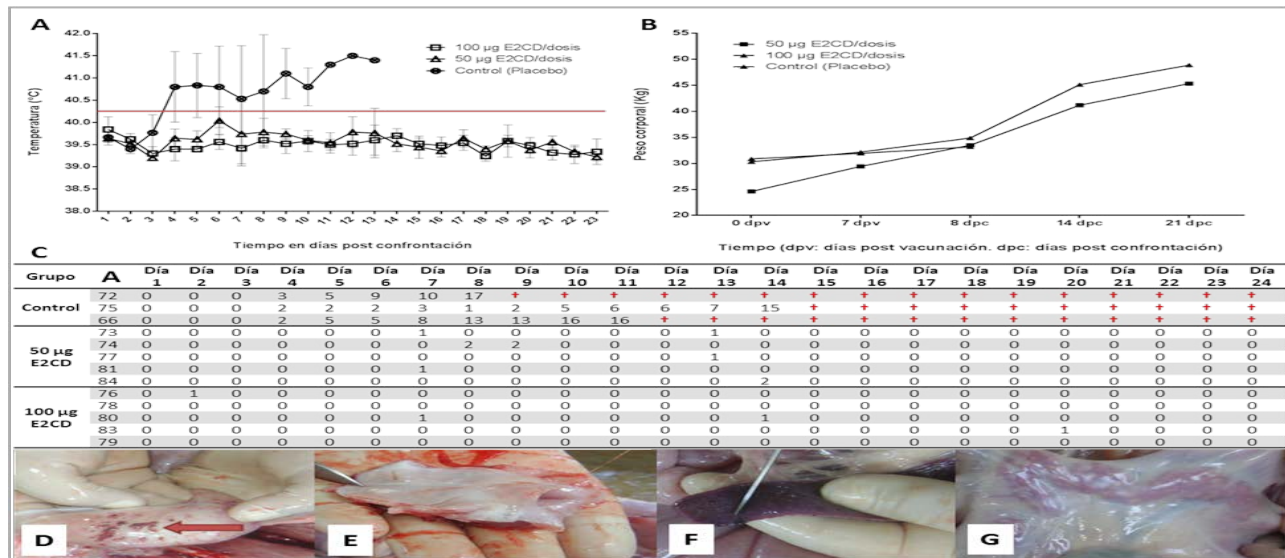 A
42.0
41.5
41.0
40.5
40.0
39.5
39.0
38.5
38.0
Temperatura (°C)
100 µg E2CD/dosis
50 µg E2CD/dosis
Control (Placebo)
1 2 3 4 5 6 7 8 9 10 11 12 13 14 15 16 17 18 19 20 21 22 23
Tiempo en días post confrontación
B
55
50
45
40
35
30
25
20
Peso corporal (Kg)
50 µg E2CD/dosis
100 µg E2CD/dosis
Control (Placebo)
0 dpv 7 dpv 8 dpc 14 dpc 21 dpc
Tiempo (dpv: días post vacunación. dpc: días post confrontación)
C
Grupo A Día 1 Día 2 Día 3 Día 4 Día 5 Día 6 Día 7 Día 8 Día 9 Día 10 Día 11 Día 12 Día 13 Día 14 Día 15 Día 16 Día 17 Día 18 Día 19 Día 20 Día 21 Día 22 Día 23 Día 24
Control
72 0 0 0 3 5 9 10 17 † † † † † † † † † † † † † † † †
75 0 0 0 2 2 2 3 1 2 5 6 6 7 15 † † † † † † † † † †
66 0 0 0 2 5 5 8 13 13 16 16 † † † † † † † † † † † † †
50 µg E2CD
73 0 0 0 0 0 0 1 0 0 0 0 0 1 0 0 0 0 0 0 0 0 0 0 0
74 0 0 0 0 0 0 0 2 2 0 0 0 0 0 0 0 0 0 0 0 0 0 0 0
77 0 0 0 0 0 0 0 0 0 0 0 0 1 0 0 0 0 0 0 0 0 0 0 0
81 0 0 0 0 0 0 1 0 0 0 0 0 0 0 0 0 0 0 0 0 0 0 0 0
84 0 0 0 0 0 0 0 0 0 0 0 0 0 2 0 0 0 0 0 0 0 0 0 0
100 µg E2CD
76 0 1 0 0 0 0 0 0 0 0 0 0 0 0 0 0 0 0 0 0 0 0 0 0
78 0 0 0 0 0 0 0 0 0 0 0 0 0 0 0 0 0 0 0 0 0 0 0 0
80 0 0 0 0 0 0 1 0 0 0 0 0 0 1 0 0 0 0 0 0 0 0 0 0
83 0 0 0 0 0 0 0 0 0 0 0 0 0 0 0 0 0 0 0 1 0 0 0 0
79 0 0 0 0 0 0 0 0 0 0 0 0 0 0 0 0 0 0 0 0 0 0 0 0
D
E
F
G